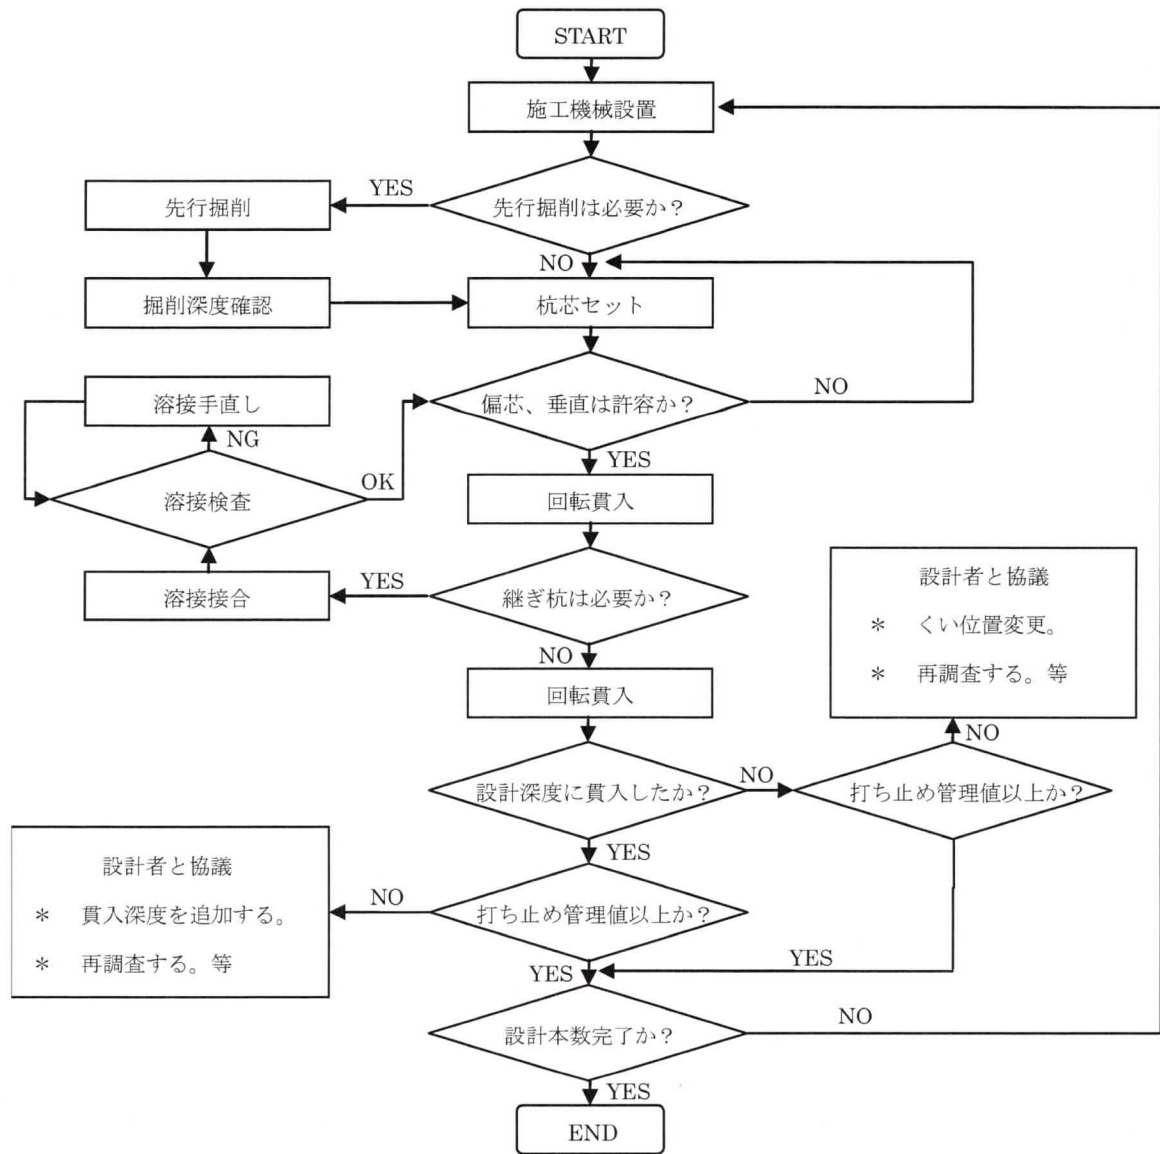 START
施工機械設置
YES
先行掘削
先行掘削は必要か？
NO
掘削深度確認
杭芯セット
溶接手直し
偏芯、垂直は許容か？
NO
NG
YES
OK
溶接検査
回転貫入
YES
溶接接合
継ぎ杭は必要か？
設計者と協議
＊ くい位置変更。
＊ 再調査する。等
NO
回転貫入
NO
設計深度に貫入したか？
NO
打ち止め管理値以上か？
YES
設計者と協議
＊ 貫入深度を追加する。
＊ 再調査する。等
NO
打ち止め管理値以上か？
YES
YES
設計本数完了か？
NO
YES
END